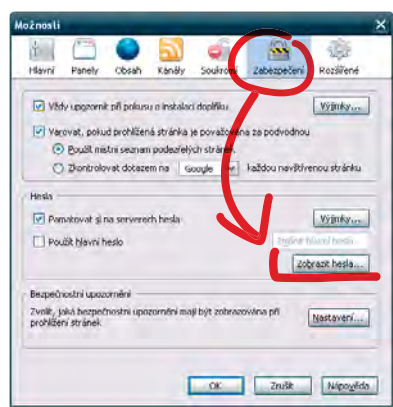 Možnosti
Hlavní Panely Obsah Kanály Soukromí Zabezpečení Rozšířené
Vždy upozornit při pokusu o instalaci doplňku
Výjimky...
Varovat, pokud prohlížená stránka je považována za podvodnou
Použít místní seznam podezřelých stránek
Zkontrolovat dotazem na Google každou navštívenou stránku
Hesla
Pamatovat si na serverech hesla
Výjimky...
Použít hlavní heslo
Změnit hlavní heslo...
Zobrazit hesla...
Bezpečnostní upozornění
Zvolit, jaká bezpečnostní upozornění mají být zobrazována při
prohlížení stránek.
Nastavení...
OK Zrušit Nápověda